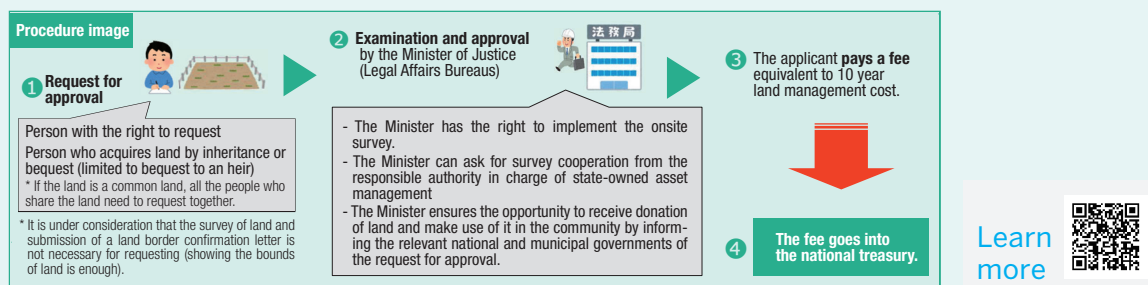 Procedure image
1 Request for
approval
Person with the right to request
Person who acquires land by inheritance or
bequest (limited to bequest to an heir)
* If the land is a common land, all the people who
share the land need to request together.
* It is under consideration that the survey of land and
submission of a land border confirmation letter is
not necessary for requesting (showing the bounds
of land is enough).
2 Examination and approval
by the Minister of Justice
(Legal Affairs Bureaus)
法務局
- The Minister has the right to implement the onsite
survey.
- The Minister can ask for survey cooperation from the
responsible authority in charge of state-owned asset
management
- The Minister ensures the opportunity to receive donation
of land and make use of it in the community by inform-
ing the relevant national and municipal governments of
the request for approval.
3 The applicant pays a fee
equivalent to 10 year
land management cost.
4 The fee goes into
the national treasury.
Learn
more